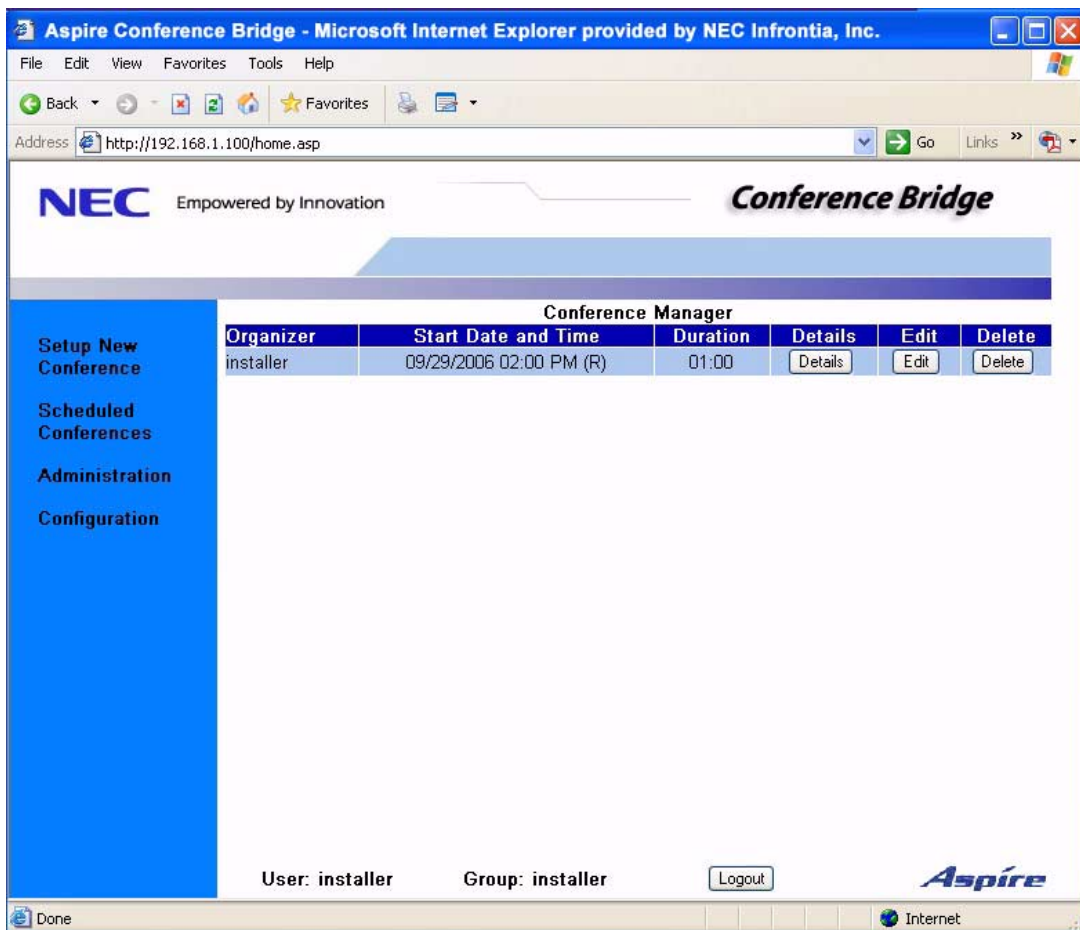 Aspire Conference Bridge - Microsoft Internet Explorer provided by NEC Infrontia, Inc.
File Edit View Favorites Tools Help
Back Favorites
Address http://192.168.1.100/home.asp Go Links »
NEC Empowered by Innovation Conference Bridge
Conference Manager
Organizer Start Date and Time Duration Details Edit Delete
installer 09/29/2006 02:00 PM (R) 01:00 Details Edit Delete
Setup New
Conference
Scheduled
Conferences
Administration
Configuration
User: installer Group: installer Logout Aspire
Done Internet